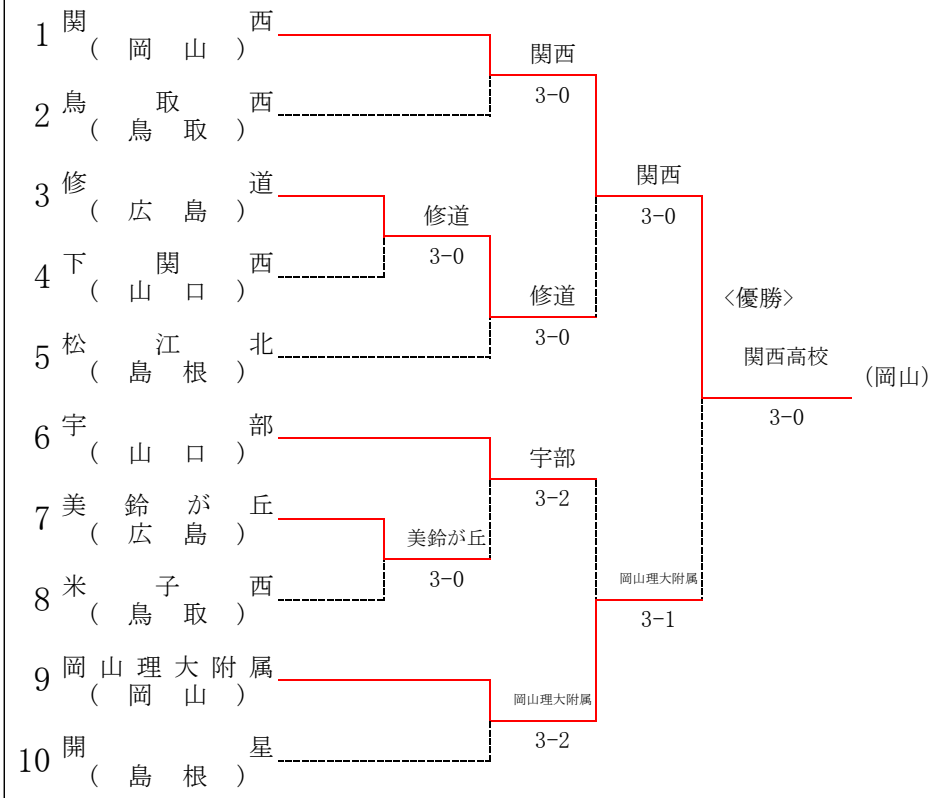 1 関西
(岡山)
2 鳥取西
(鳥取)
3 修道
(広島)
4 下関西
(山口)
5 松江北
(島根)
6 宇部
(山口)
7 美鈴が丘
(広島)
8 米子西
(鳥取)
9 岡山理大附属
(岡山)
10 開星
(島根)
修道
3-0
美鈴が丘
3-0
関西
3-0
修道
3-0
宇部
3-2
岡山理大附属
3-2
関西
3-0
岡山理大附属
3-1
<優勝>
関西高校
(岡山)
3-0